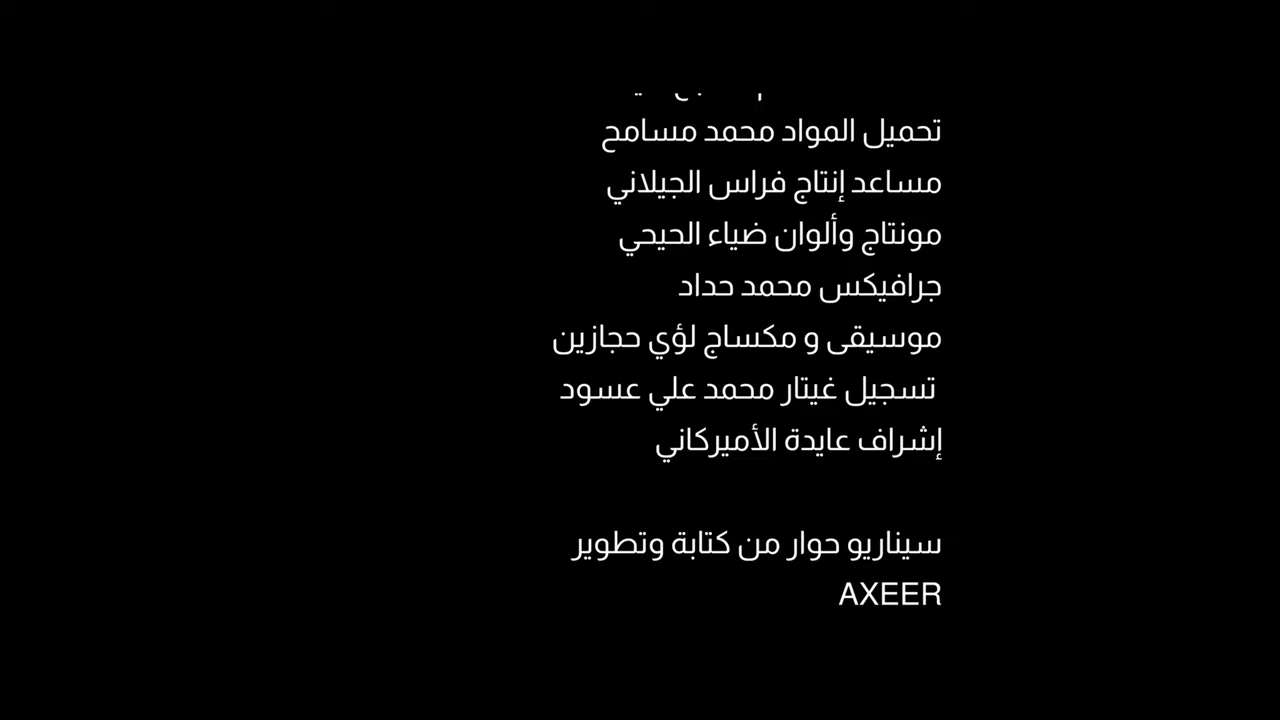 تحميل المواد محمد مسامح
مساعد إنتاج فراس الجيلاني
مونتاج وألوان ضياء الحيحي
جرافيكس محمد حداد
موسيقى و مكساج لؤي حجازين
تسجيل غيتار محمد علي عسود
إشراف عايدة الأميركاني
سيناريو حوار من كتابة وتطوير
AXEER